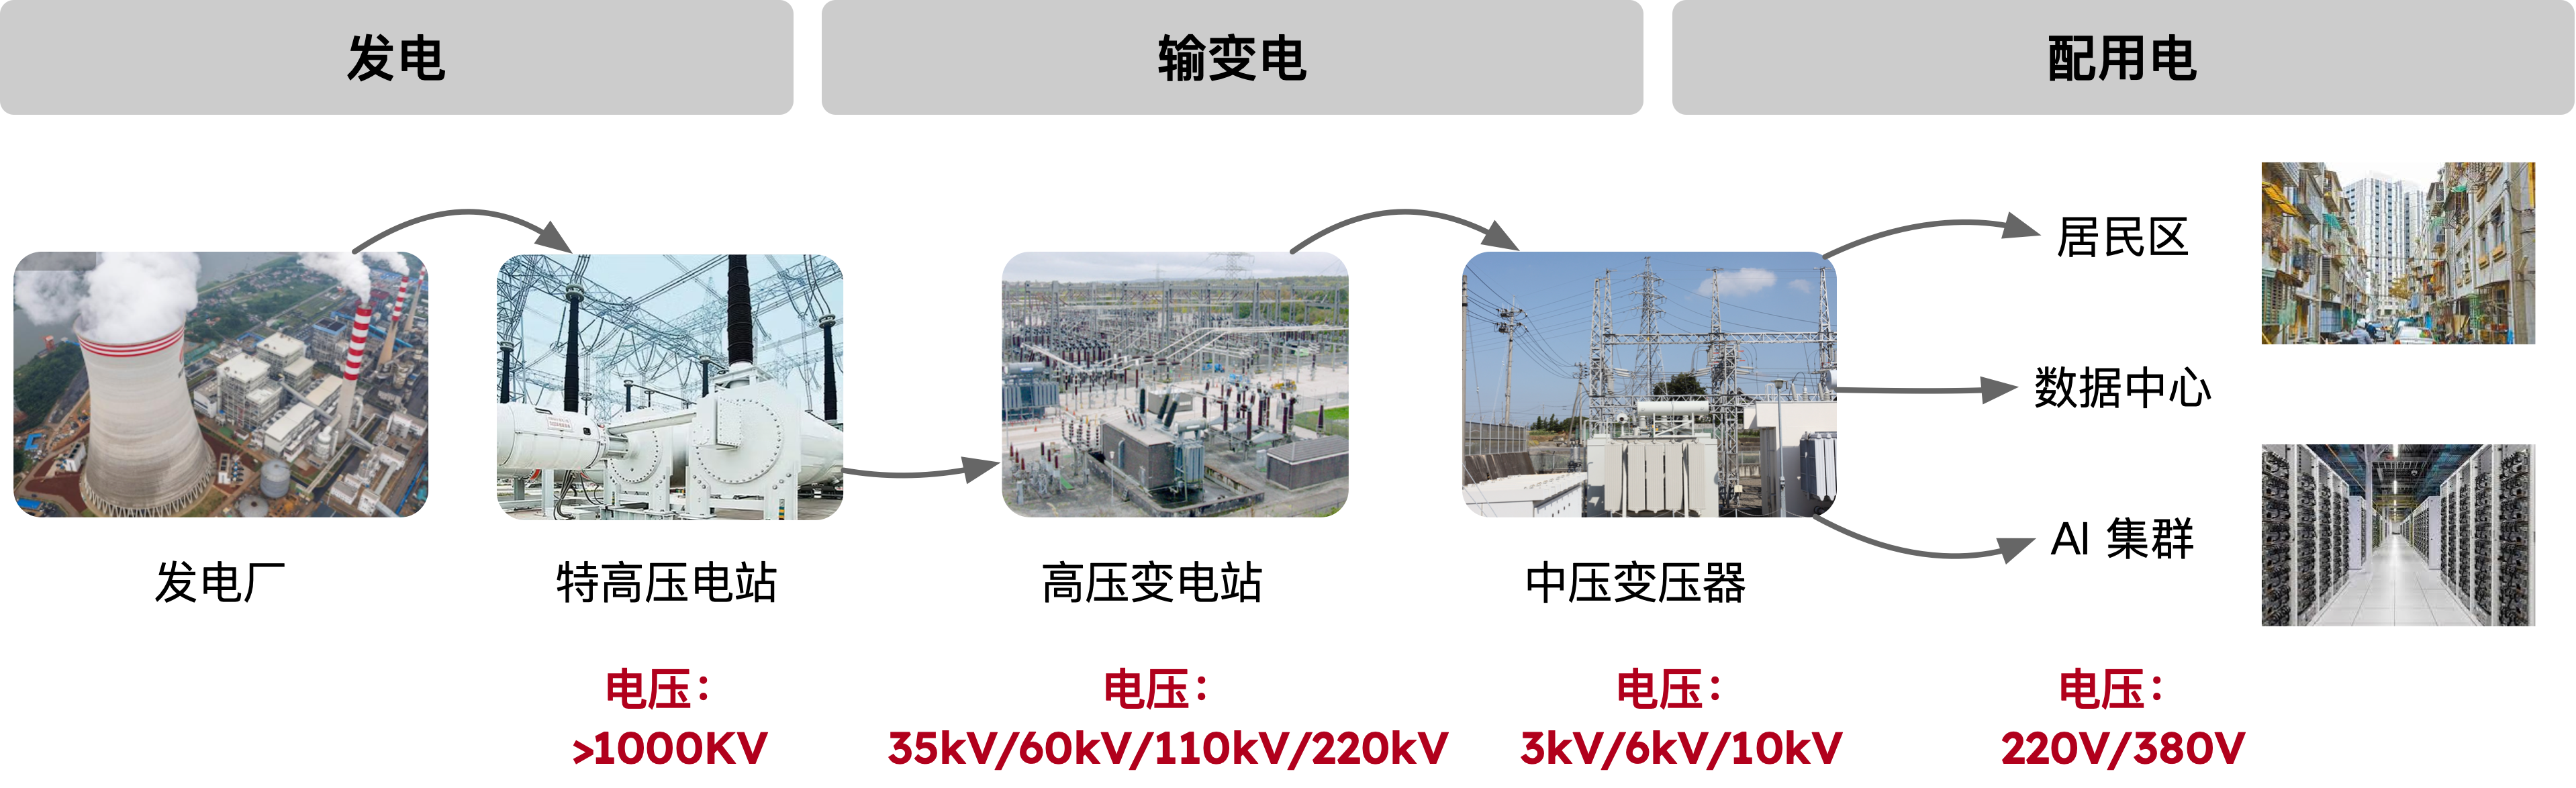 发电
输变电
配用电
居民区
数据中心
AI 集群
发电厂
特高压电站
高压变电站
中压变压器
电压：
>1000KV
电压：
35kV/60kV/110kV/220kV
电压：
3kV/6kV/10kV
电压：
220V/380V